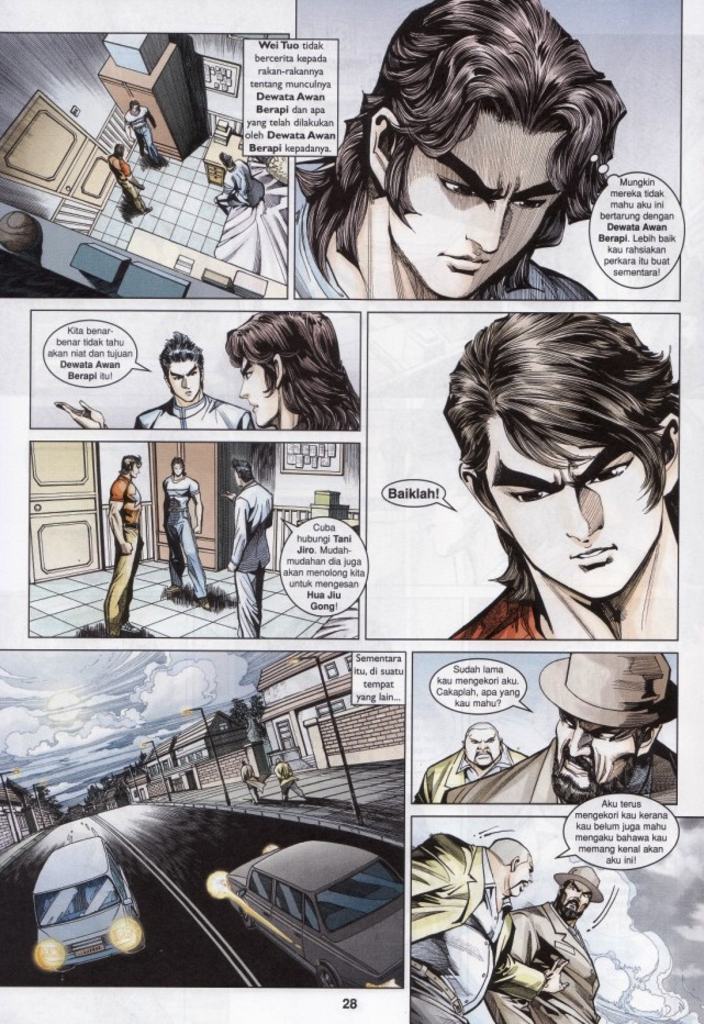 Wei Tuo tidak
bercerita kepada
rakan-rakannya
tentang munculnya
Dewata Awan
Berapi dan apa
yang telah dilakukan
oleh Dewata Awan
Berapi kepadanya.
Mungkin
mereka tidak
mahu aku ini
bertarung dengan
Dewata Awan
Berapi. Lebih baik
kau rahsiakan
perkara itu buat
sementara!
Kita benar-
benar tidak tahu
akan niat dan tujuan
Dewata Awan
Berapi itu!
Cuba
hubungi Tani
Jiro. Mudah-
mudahan dia juga
akan menolong kita
untuk mengesan
Hua Jiu
Gong!
Baiklah!
Sementara
itu, di suatu
tempat
yang lain...
Sudah lama
kau mengekori aku.
Cakaplah, apa yang
kau mahu?
Aku terus
mengekori kau kerana
kau belum juga mahu
mengaku bahawa kau
memang kenal akan
aku ini!
28